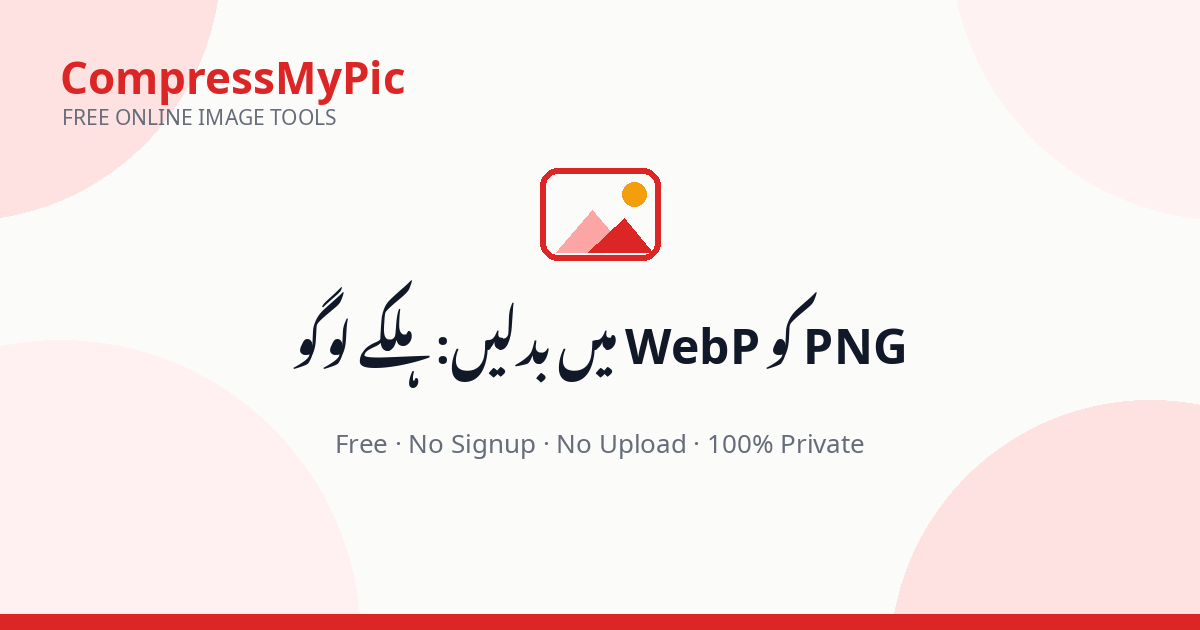 CompressMyPic
FREE ONLINE IMAGE TOOLS
PNG کو WebP میں بدلیں: ہلکے لوگو
Free · No Signup · No Upload · 100% Private